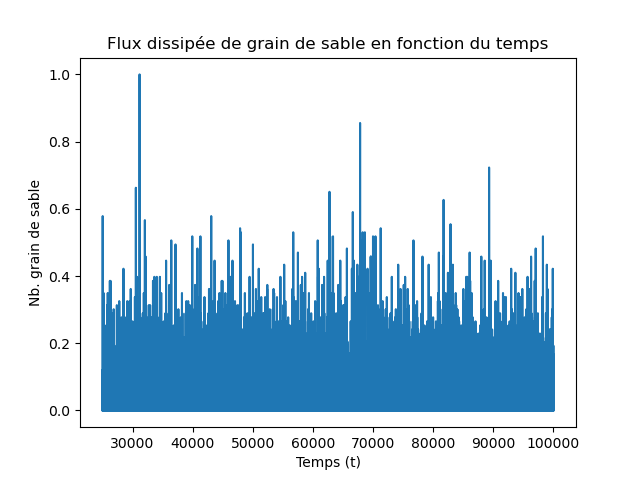 Flux dissipée de grain de sable en fonction du temps
Nb. grain de sable
1.0
0.8
0.6
0.4
0.2
0.0
30000 40000 50000 60000 70000 80000 90000 100000
Temps (t)